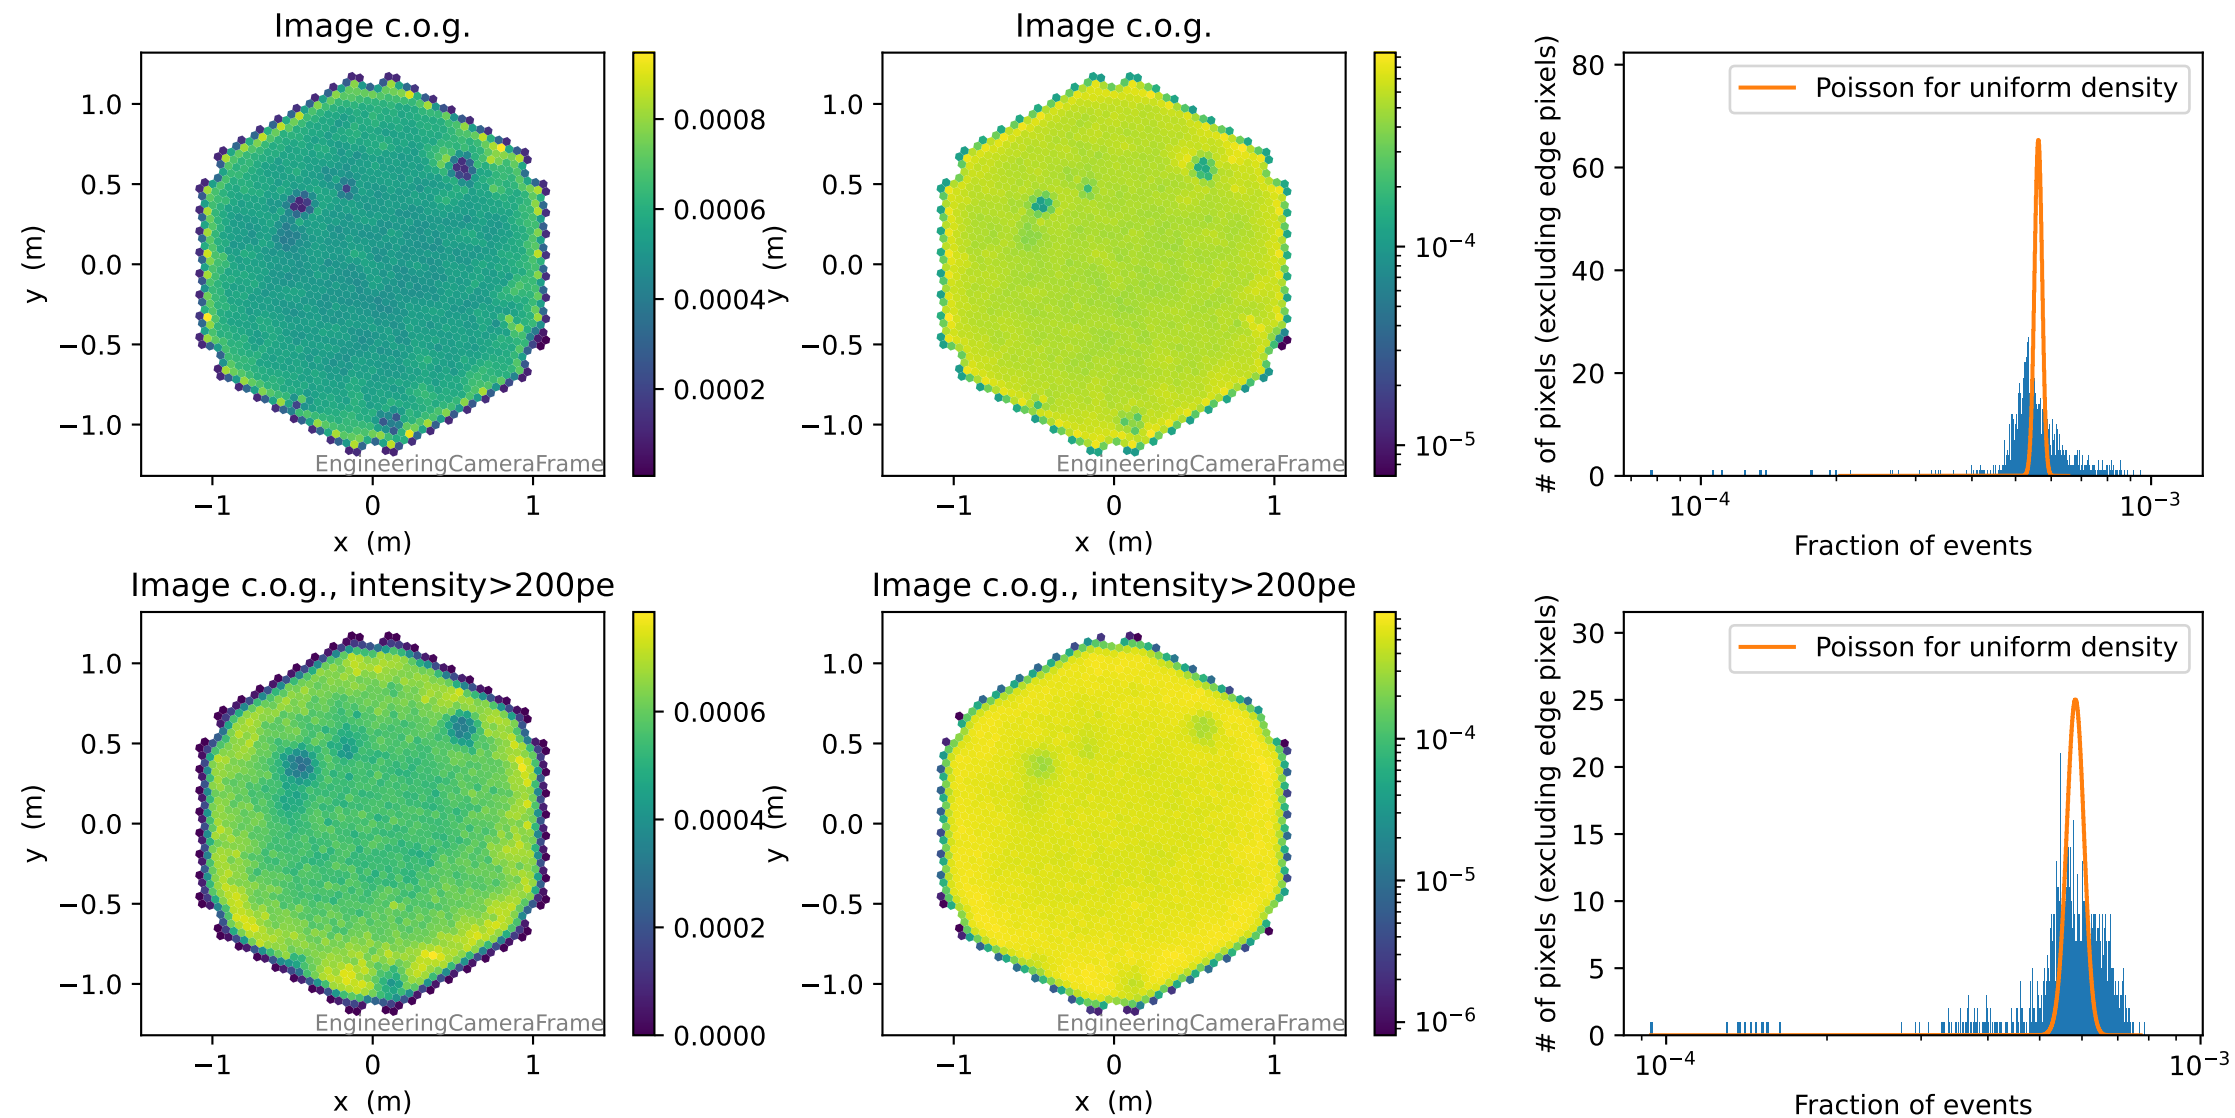 Image c.o.g.
1.0
0.5
0.0
−0.5
−1.0
y (m)
−1 0 1
x (m)
EngineeringCameraFrame
0.0008
0.0006
0.0004
0.0002
Image c.o.g.
1.0
0.5
0.0
−0.5
−1.0
y (m)
−1 0 1
x (m)
EngineeringCameraFrame
10⁻⁴
10⁻⁵
# of pixels (excluding edge pixels)
80
60
40
20
0
Poisson for uniform density
10⁻⁴ 10⁻³
Fraction of events
Image c.o.g., intensity>200pe
1.0
0.5
0.0
−0.5
−1.0
y (m)
−1 0 1
x (m)
EngineeringCameraFrame
0.0006
0.0004
0.0002
0.0000
Image c.o.g., intensity>200pe
1.0
0.5
0.0
−0.5
−1.0
y (m)
−1 0 1
x (m)
EngineeringCameraFrame
10⁻⁴
10⁻⁵
10⁻⁶
# of pixels (excluding edge pixels)
30
25
20
15
10
5
0
Poisson for uniform density
10⁻⁴ 10⁻³
Fraction of events